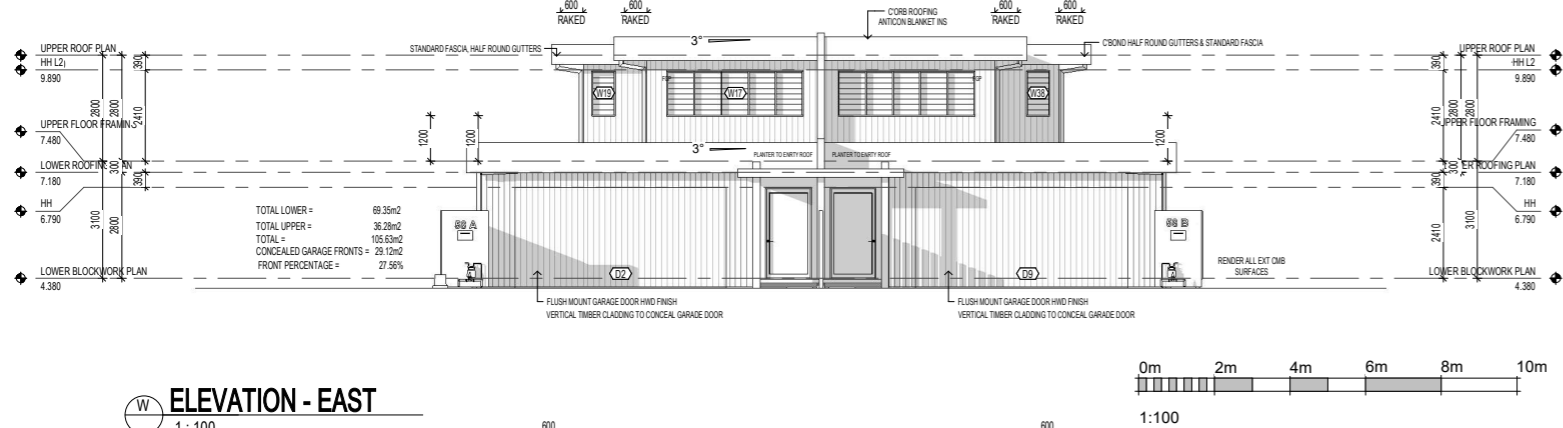 600
RAKED
600
RAKED
C'ORB ROOFING
ANTICON BLANKET INS
600
RAKED
600
RAKED
STANDARD FASCIA, HALF ROUND GUTTERS
3°
C'BOND HALF ROUND GUTTERS & STANDARD FASCIA
UPPER ROOF PLAN
HH L2
9.890
UPPER FLOOR FRAMING
7.480
LOWER ROOFING PLAN
7.180
HH
6.790
LOWER BLOCKWORK PLAN
4.380
390
2800
2800
2410
300
390
3100
2800
1200
1200
W19
FGP
W17
FGP
W38
3°
PLANTER TO ENRTY ROOF
PLANTER TO ENRTY ROOF
1200
TOTAL LOWER = 69.35m2
TOTAL UPPER = 36.28m2
TOTAL = 105.63m2
CONCEALED GARAGE FRONTS = 29.12m2
FRONT PERCENTAGE = 27.56%
58 A
58 B
D2
D9
RENDER ALL EXT CMB
SURFACES
FLUSH MOUNT GARAGE DOOR HWD FINISH
VERTICAL TIMBER CLADDING TO CONCEAL GARADE DOOR
FLUSH MOUNT GARAGE DOOR HWD FINISH
VERTICAL TIMBER CLADDING TO CONCEAL GARADE DOOR
UPPER ROOF PLAN
HH L2
9.890
UPPER FLOOR FRAMING
7.480
ER ROOFING PLAN
7.180
HH
6.790
LOWER BLOCKWORK PLAN
4.380
390
2410
2800
2800
300
390
2410
3100
W
ELEVATION - EAST
1 : 100
0m 2m 4m 6m 8m 10m
1:100
600
600